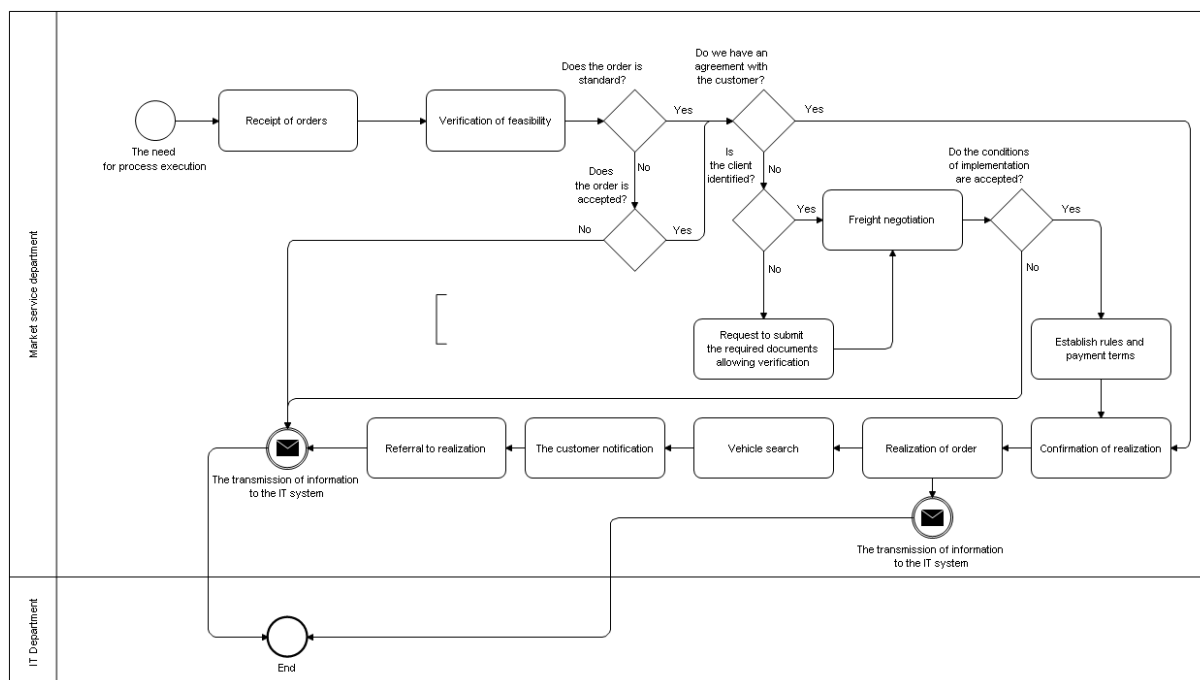 Market service department
IT Department
The need
for process execution
Receipt of orders
Verification of feasibility
Does the order is
standard?
Yes
No
Does
the order is
accepted?
No
Yes
Do we have an
agreement with
the customer?
Yes
No
Is
the client
identified?
Yes
No
Request to submit
the required documents
allowing verification
Freight negotiation
Do the conditions
of implementation
are accepted?
Yes
No
Establish rules and
payment terms
Confirmation of realization
Realization of order
Vehicle search
The customer notification
Referral to realization
The transmission of information
to the IT system
The transmission of information
to the IT system
End